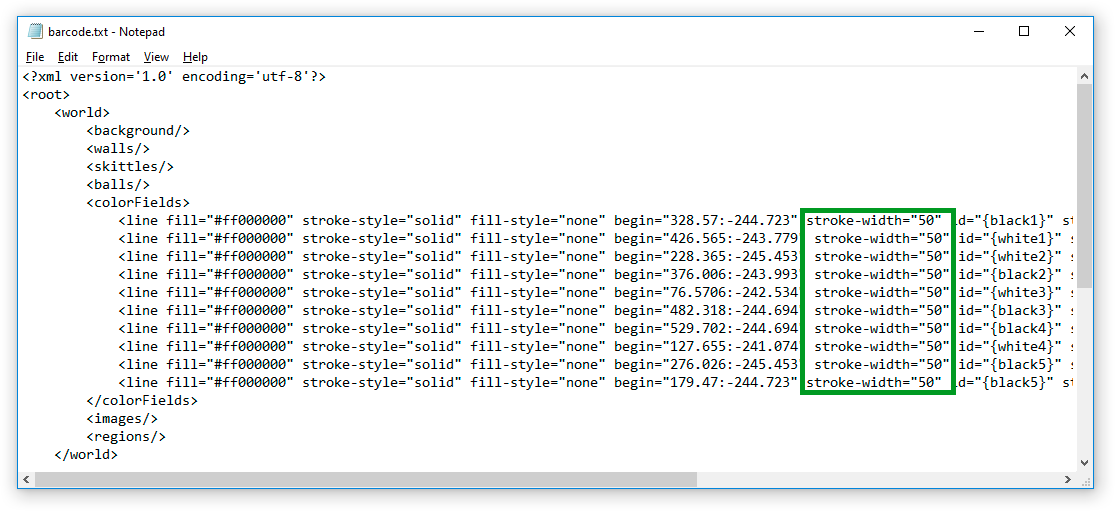 barcode.txt - Notepad
File Edit Format View Help
<?xml version='1.0' encoding='utf-8'?>
<root>
    <world>
        <background/>
        <walls/>
        <skittles/>
        <balls/>
        <colorFields>
            <line fill="#ff000000" stroke-style="solid" fill-style="none" begin="328.57:-244.723" stroke-width="50" id="{black1}" st
            <line fill="#ff000000" stroke-style="solid" fill-style="none" begin="426.565:-243.779" stroke-width="50" id="{white1}" s
            <line fill="#ff000000" stroke-style="solid" fill-style="none" begin="228.365:-245.453" stroke-width="50" id="{white2}" s
            <line fill="#ff000000" stroke-style="solid" fill-style="none" begin="376.006:-243.993" stroke-width="50" id="{black2}" s
            <line fill="#ff000000" stroke-style="solid" fill-style="none" begin="76.5706:-242.534" stroke-width="50" id="{white3}" s
            <line fill="#ff000000" stroke-style="solid" fill-style="none" begin="482.318:-244.694" stroke-width="50" id="{black3}" s
            <line fill="#ff000000" stroke-style="solid" fill-style="none" begin="529.702:-244.694" stroke-width="50" id="{black4}" s
            <line fill="#ff000000" stroke-style="solid" fill-style="none" begin="127.655:-241.074" stroke-width="50" id="{white4}" s
            <line fill="#ff000000" stroke-style="solid" fill-style="none" begin="276.026:-245.453" stroke-width="50" id="{black5}" s
            <line fill="#ff000000" stroke-style="solid" fill-style="none" begin="179.47:-244.723" stroke-width="50" id="{black5}" st
        </colorFields>
        <images/>
        <regions/>
    </world>